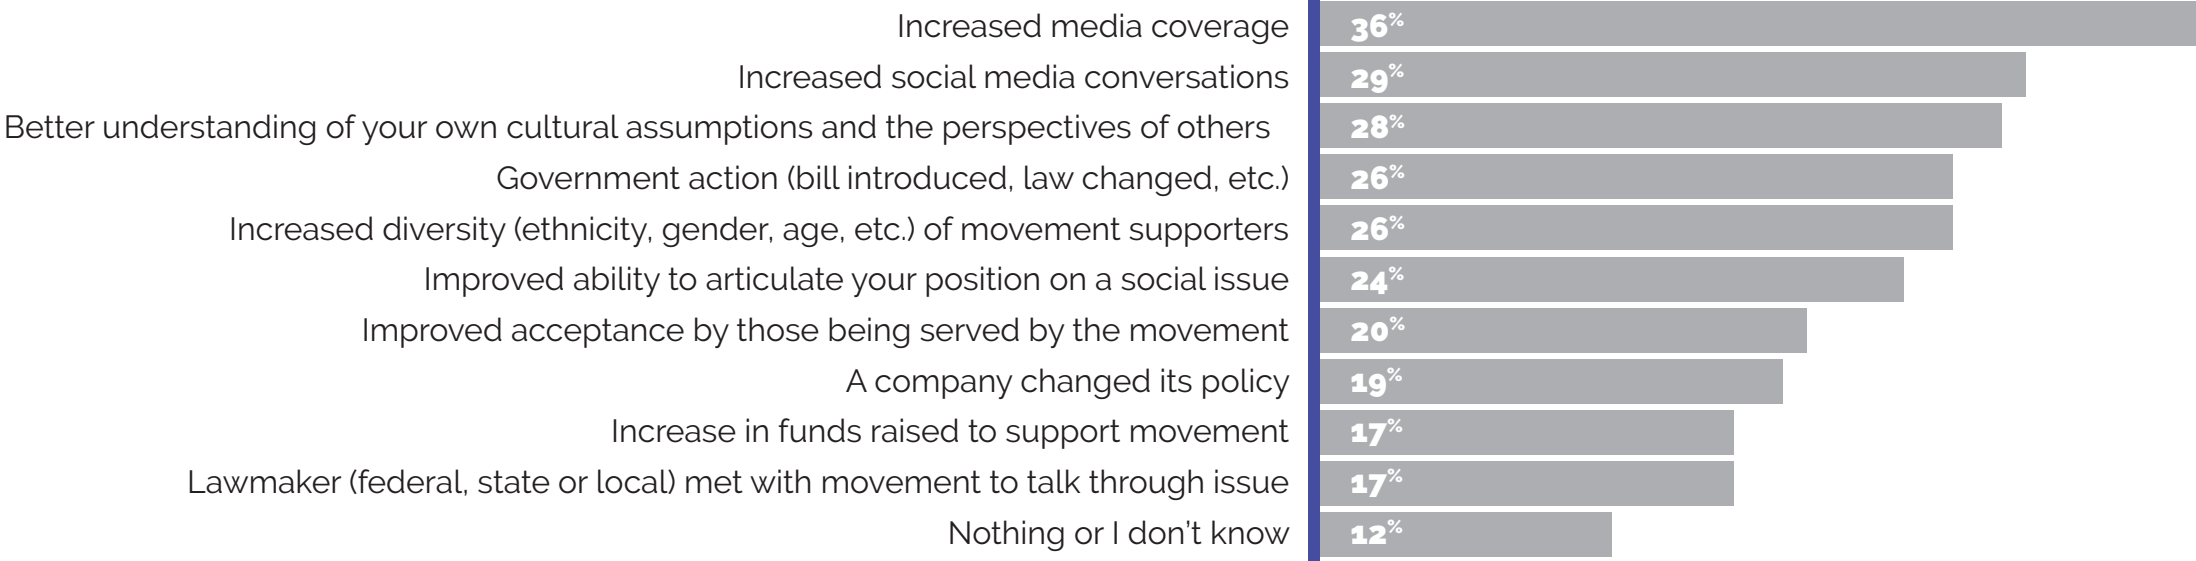 Increased media coverage 36%
Increased social media conversations 29%
Better understanding of your own cultural assumptions and the perspectives of others 28%
Government action (bill introduced, law changed, etc.) 26%
Increased diversity (ethnicity, gender, age, etc.) of movement supporters 26%
Improved ability to articulate your position on a social issue 24%
Improved acceptance by those being served by the movement 20%
A company changed its policy 19%
Increase in funds raised to support movement 17%
Lawmaker (federal, state or local) met with movement to talk through issue 17%
Nothing or I don’t know 12%